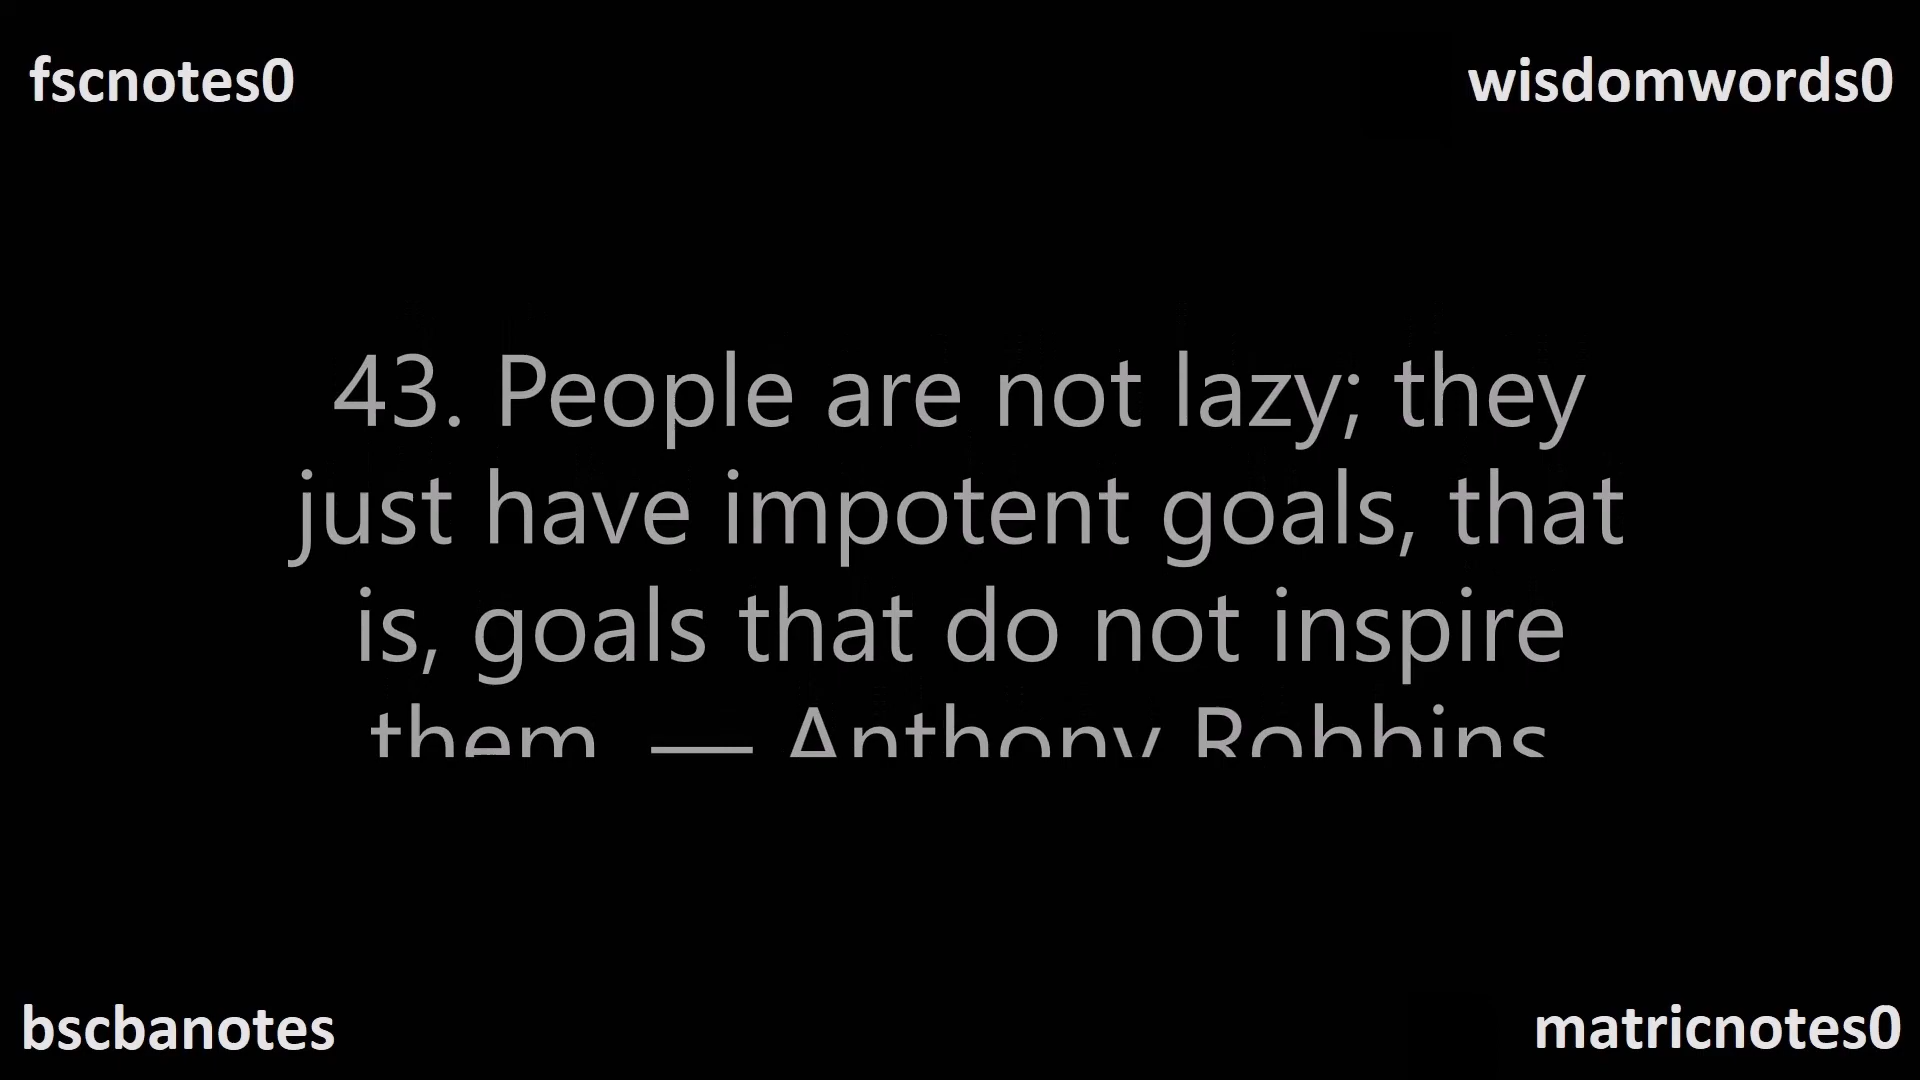 fscnotes0
wisdomwords0
43. People are not lazy; they
just have impotent goals, that
is, goals that do not inspire
them. — Anthony Robbins
bscbanotes
matricnotes0